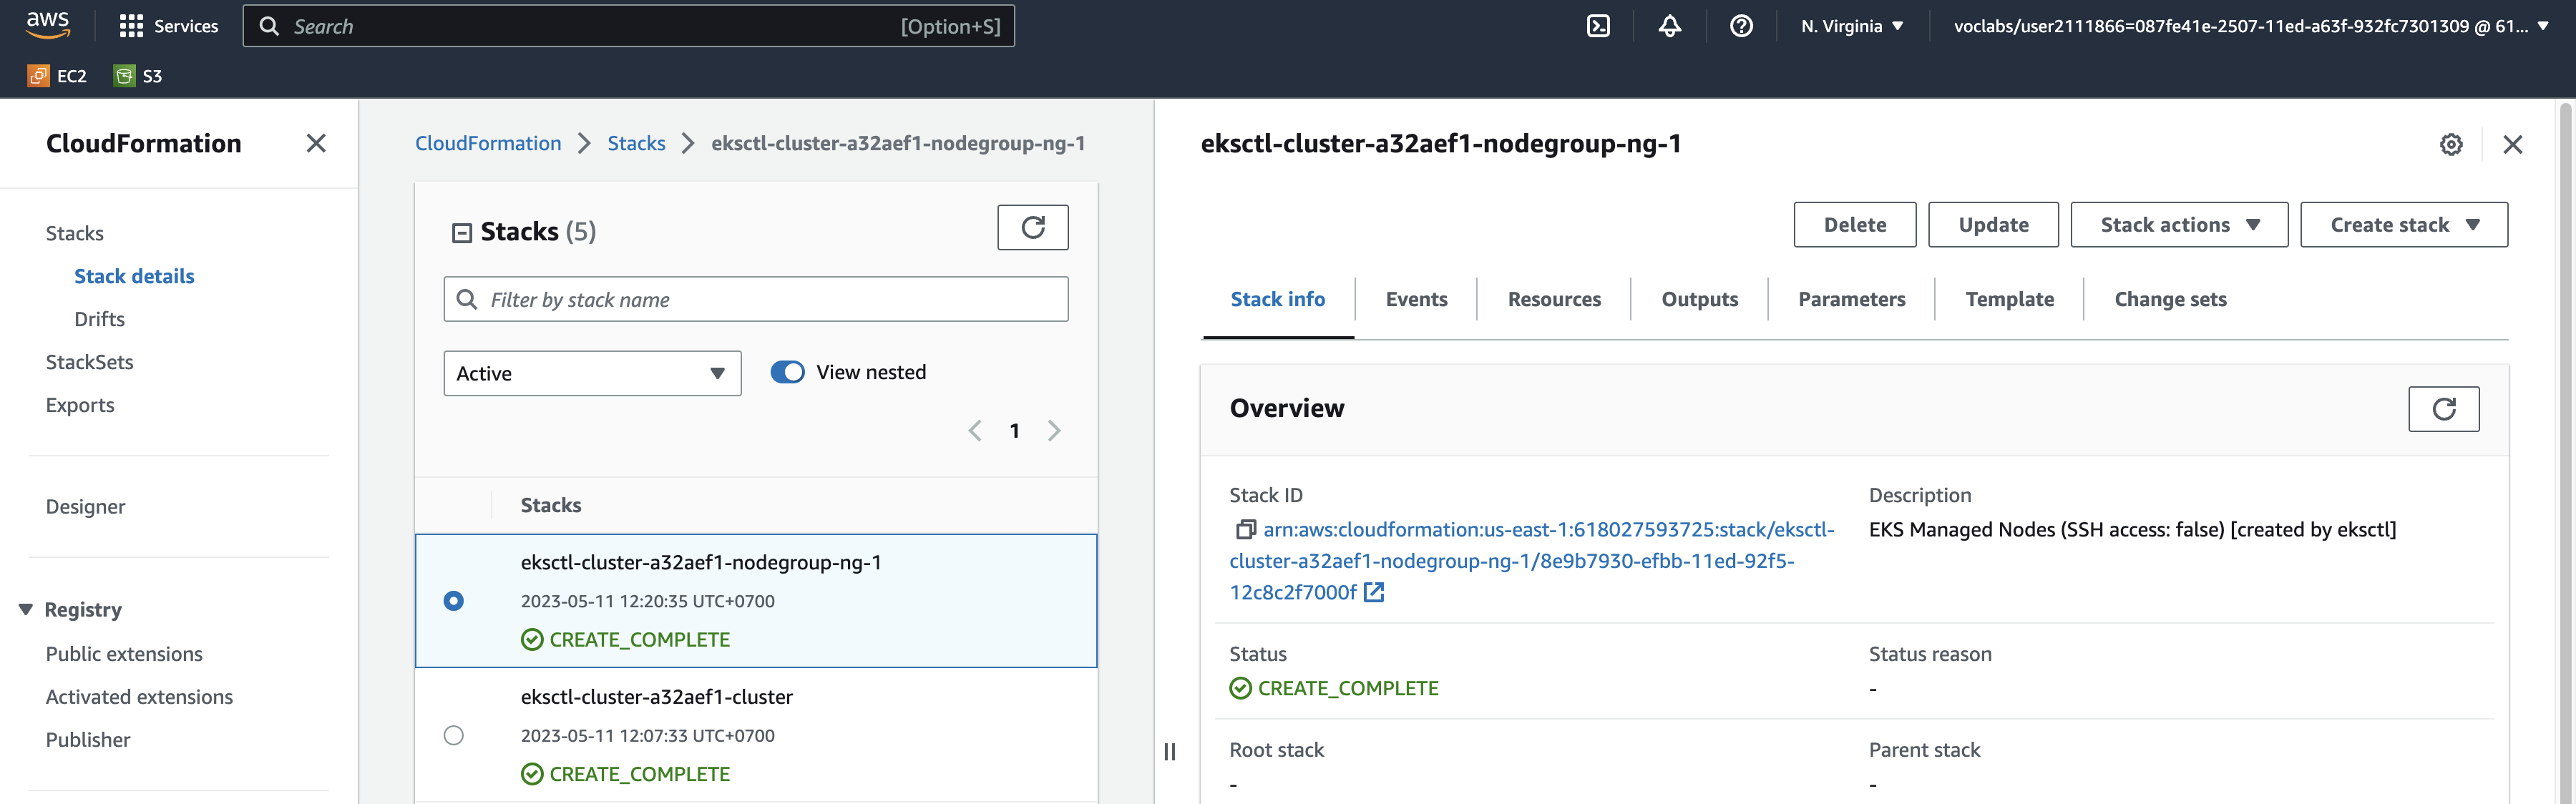 aws
Services
Search
[Option+S]
N. Virginia
voclabs/user2111866=087fe41e-2507-11ed-a63f-932fc7301309 @ 61...
EC2
S3
CloudFormation
Stacks
Stack details
Drifts
StackSets
Exports
Designer
Registry
Public extensions
Activated extensions
Publisher
CloudFormation
Stacks
eksctl-cluster-a32aef1-nodegroup-ng-1
Stacks (5)
Filter by stack name
Active
View nested
1
Stacks
eksctl-cluster-a32aef1-nodegroup-ng-1
2023-05-11 12:20:35 UTC+0700
CREATE_COMPLETE
eksctl-cluster-a32aef1-cluster
2023-05-11 12:07:33 UTC+0700
CREATE_COMPLETE
eksctl-cluster-a32aef1-nodegroup-ng-1
Delete
Update
Stack actions
Create stack
Stack info
Events
Resources
Outputs
Parameters
Template
Change sets
Overview
Stack ID
arn:aws:cloudformation:us-east-1:618027593725:stack/eksctl-
cluster-a32aef1-nodegroup-ng-1/8e9b7930-efbb-11ed-92f5-
12c8c2f7000f
Description
EKS Managed Nodes (SSH access: false) [created by eksctl]
Status
CREATE_COMPLETE
Status reason
-
Root stack
-
Parent stack
-